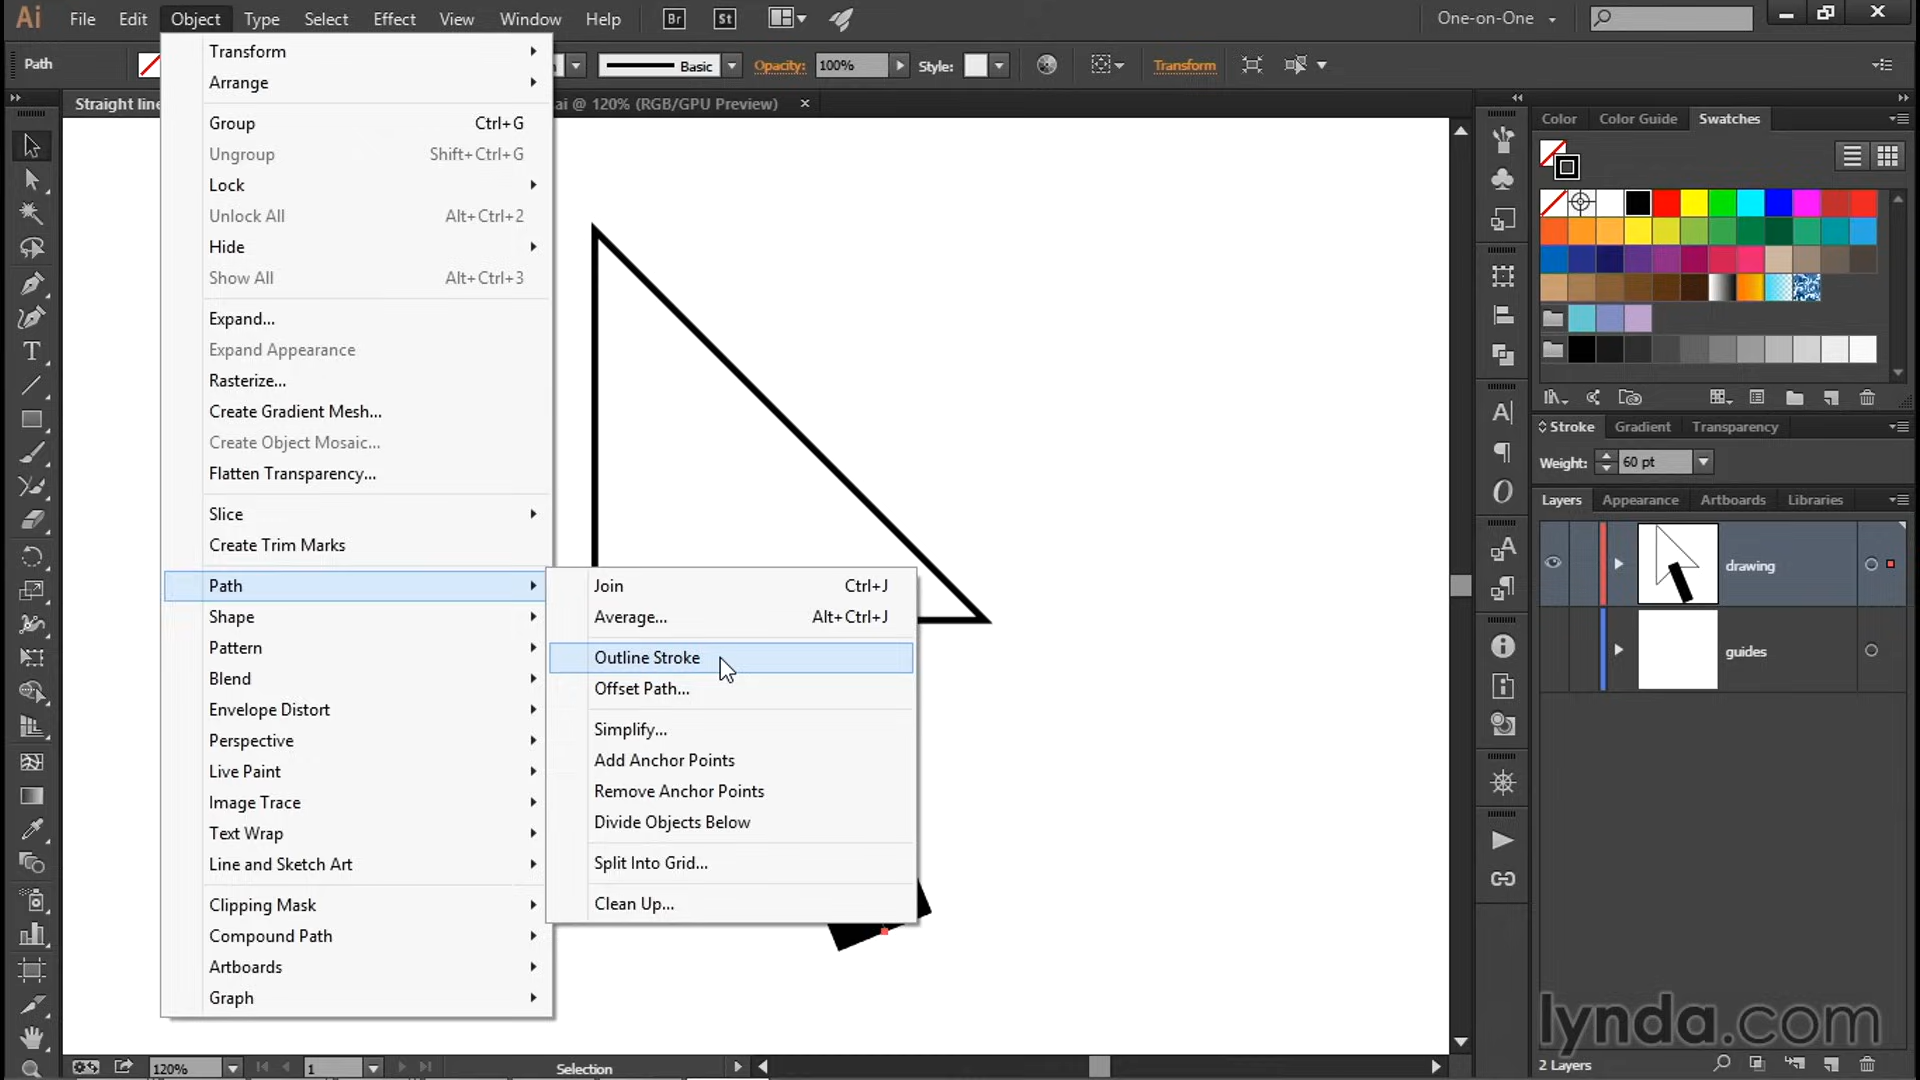 Ai File Edit Object Type Select Effect View Window Help Br St One-on-One
Path Basic Opacity: 100% Style: Transform
Straight line ai @ 120% (RGB/GPU Preview) ×
Transform
Arrange
Group Ctrl+G
Ungroup Shift+Ctrl+G
Lock
Unlock All Alt+Ctrl+2
Hide
Show All Alt+Ctrl+3
Expand...
Expand Appearance
Rasterize...
Create Gradient Mesh...
Create Object Mosaic...
Flatten Transparency...
Slice
Create Trim Marks
Path
Shape
Pattern
Blend
Envelope Distort
Perspective
Live Paint
Image Trace
Text Wrap
Line and Sketch Art
Clipping Mask
Compound Path
Artboards
Graph
Join Ctrl+J
Average... Alt+Ctrl+J
Outline Stroke
Offset Path...
Simplify...
Add Anchor Points
Remove Anchor Points
Divide Objects Below
Split Into Grid...
Clean Up...
Color Color Guide Swatches
Stroke Gradient Transparency
Weight: 60 pt
Layers Appearance Artboards Libraries
drawing
guides
lynda.com
2 Layers
120% 1 Selection